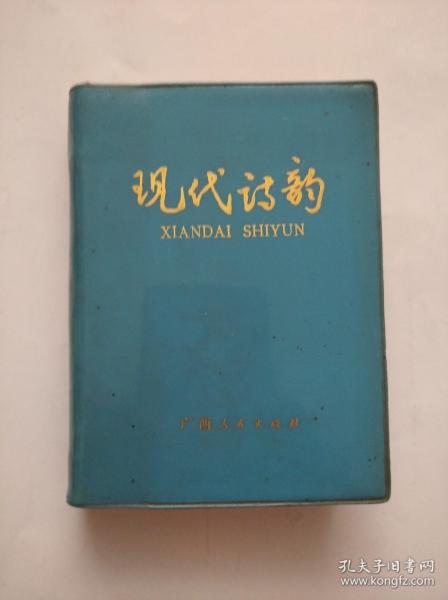 现代诗韵
XIANDAI SHIYUN
广西人民出版社
孔夫子旧书网
www.kongfz.com